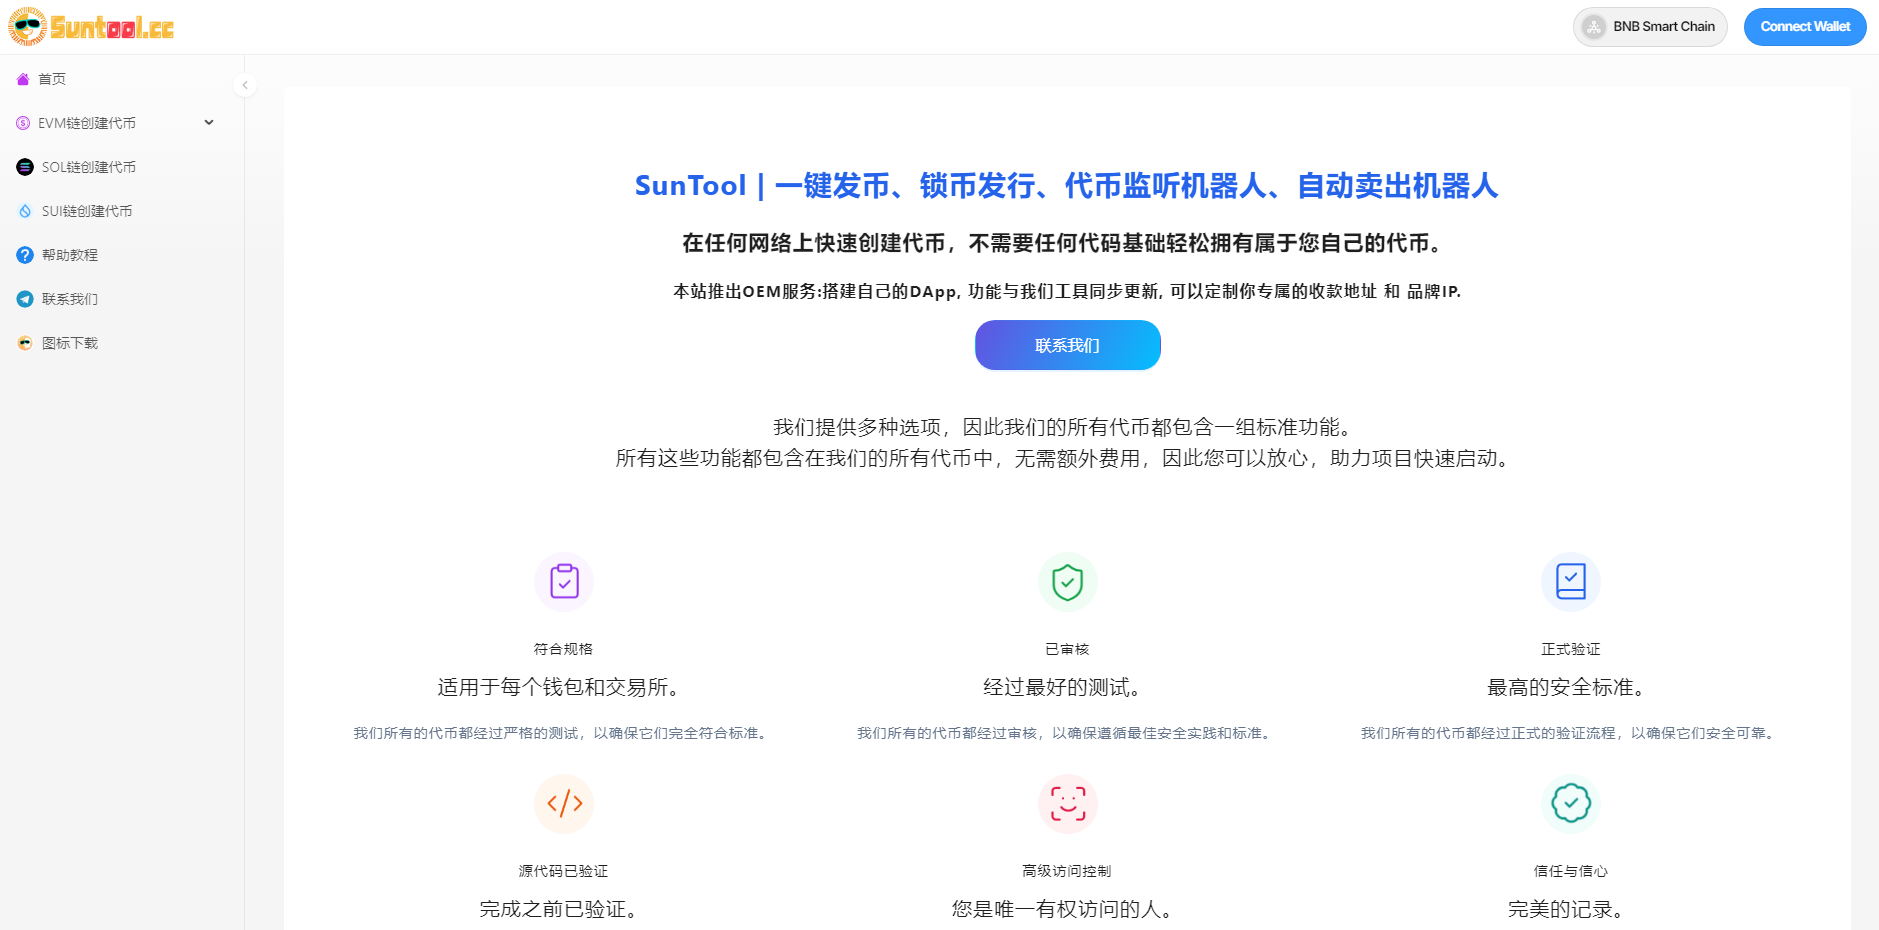 Suntool.cc
BNB Smart Chain
Connect Wallet
首页
EVM链创建代币
SOL链创建代币
SUI链创建代币
帮助教程
联系我们
图标下载
SunTool | 一键发币、锁币发行、代币监听机器人、自动卖出机器人
在任何网络上快速创建代币，不需要任何代码基础轻松拥有属于您自己的代币。
本站推出OEM服务:搭建自己的DApp, 功能与我们工具同步更新, 可以定制你专属的收款地址 和 品牌IP.
联系我们
我们提供多种选项，因此我们的所有代币都包含一组标准功能。
所有这些功能都包含在我们的所有代币中，无需额外费用，因此您可以放心，助力项目快速启动。
符合规格
适用于每个钱包和交易所。
我们所有的代币都经过严格的测试，以确保它们完全符合标准。
已审核
经过最好的测试。
我们所有的代币都经过审核，以确保遵循最佳安全实践和标准。
正式验证
最高的安全标准。
我们所有的代币都经过正式的验证流程，以确保它们安全可靠。
源代码已验证
完成之前已验证。
高级访问控制
您是唯一有权访问的人。
信任与信心
完美的记录。